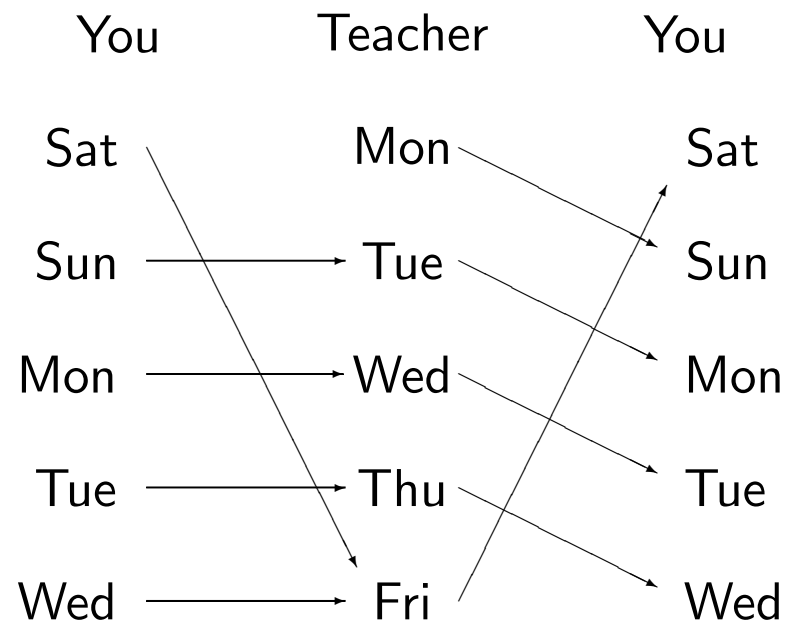 You Teacher You
Sat Mon Sat
Sun Tue Sun
Mon Wed Mon
Tue Thu Tue
Wed Fri Wed